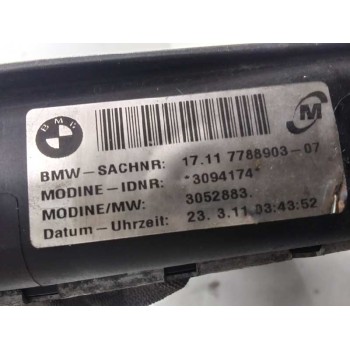 BMW
M
BMW-SACHNR: 17.11 7788903-07
MODINE-IDNR: *3094174*
MODINE/MW: 3052883.
Datum-Uhrzeit: 23. 3.11 03:43:52